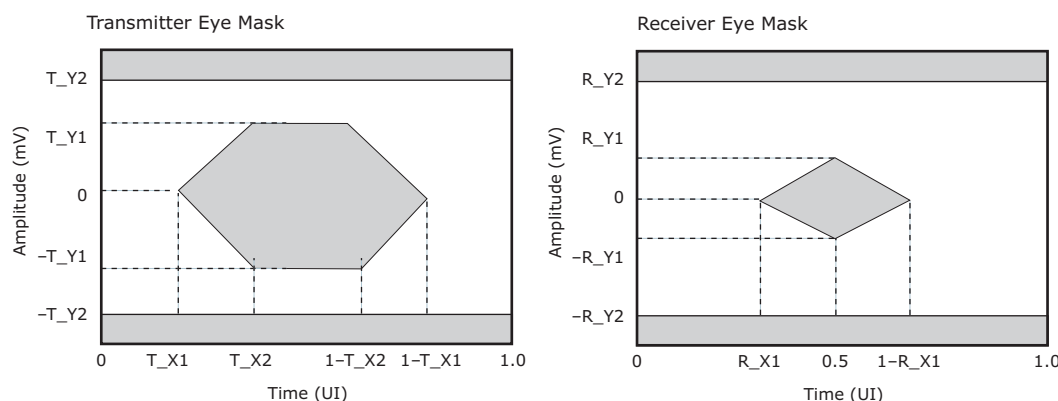 Transmitter Eye Mask
Amplitude (mV)
T_Y2
T_Y1
0
–T_Y1
–T_Y2
0
T_X1
T_X2
1–T_X2
1–T_X1
1.0
Time (UI)
Receiver Eye Mask
Amplitude (mV)
R_Y2
R_Y1
0
–R_Y1
–R_Y2
0
R_X1
0.5
1–R_X1
1.0
Time (UI)